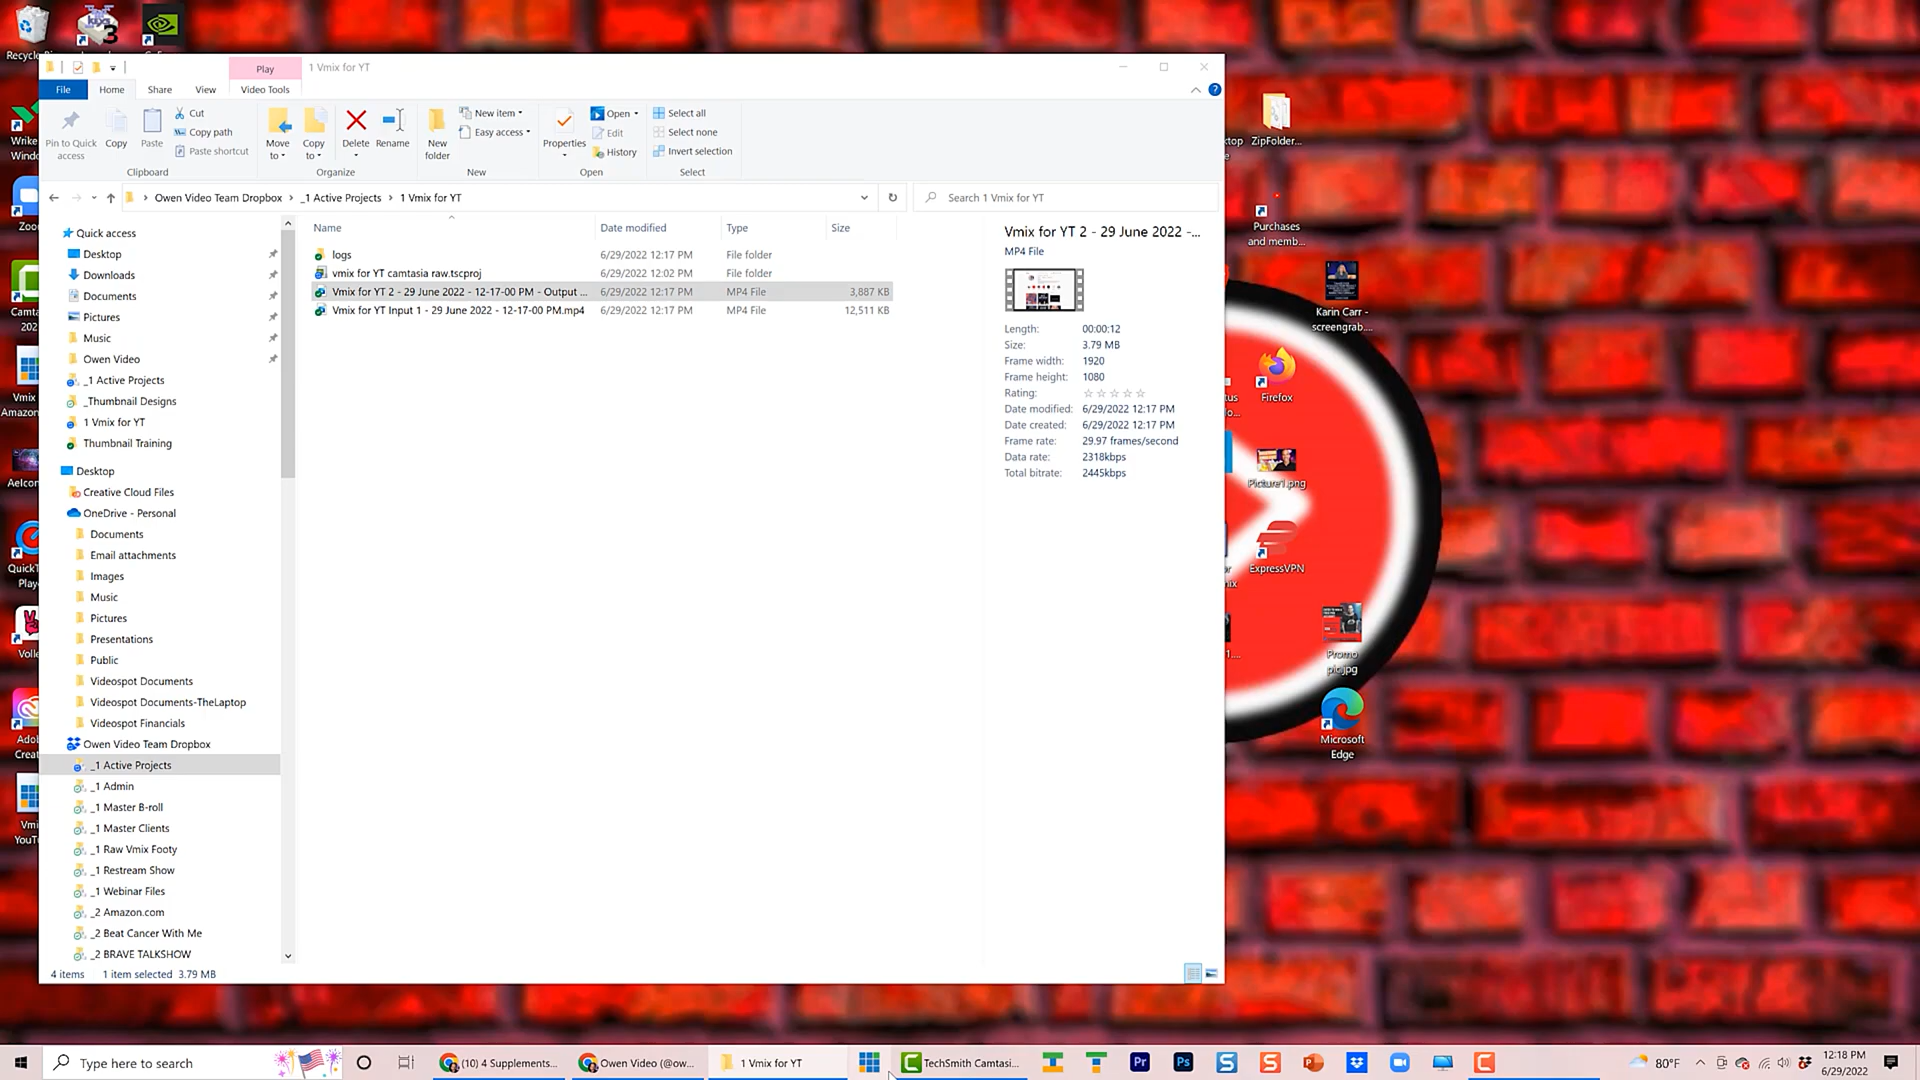 Play
1 Vmix for YT
File
Home
Share
View
Video Tools
Pin to Quick access
Copy
Paste
Cut
Copy path
Paste shortcut
Clipboard
Move to
Copy to
Delete
Rename
Organize
New folder
New item
Easy access
New
Properties
Open
Edit
History
Open
Select all
Select none
Invert selection
Select
Owen Video Team Dropbox
_1 Active Projects
1 Vmix for YT
Search 1 Vmix for YT
Name Date modified Type Size
logs 6/29/2022 12:17 PM File folder
vmix for YT camtasia raw.tscproj 6/29/2022 12:02 PM File folder
Vmix for YT 2 - 29 June 2022 - 12-17-00 PM - Output ... 6/29/2022 12:17 PM MP4 File 3,887 KB
Vmix for YT Input 1 - 29 June 2022 - 12-17-00 PM.mp4 6/29/2022 12:17 PM MP4 File 12,511 KB
Quick access
Desktop
Downloads
Documents
Pictures
Music
Owen Video
_1 Active Projects
_Thumbnail Designs
1 Vmix for YT
Thumbnail Training
Desktop
Creative Cloud Files
OneDrive - Personal
Documents
Email attachments
Images
Music
Pictures
Presentations
Public
Videospot Documents
Videospot Documents-TheLaptop
Videospot Financials
Owen Video Team Dropbox
_1 Active Projects
_1 Admin
_1 Master B-roll
_1 Master Clients
_1 Raw Vmix Footy
_1 Restream Show
_1 Webinar Files
_2 Amazon.com
_2 Beat Cancer With Me
_2 BRAVE TALKSHOW
Vmix for YT 2 - 29 June 2022 -...
MP4 File
Length: 00:00:12
Size: 3.79 MB
Frame width: 1920
Frame height: 1080
Rating:
Date modified: 6/29/2022 12:17 PM
Date created: 6/29/2022 12:17 PM
Frame rate: 29.97 frames/second
Data rate: 2318kbps
Total bitrate: 2445kbps
4 items 1 item selected 3.79 MB
ZipFolder...
Purchases
and memb...
Karin Carr -
screengrab....
Firefox
Picture1.png
ExpressVPN
Promo
pic.jpg
Microsoft
Edge
Type here to search
(10) 4 Supplements...
Owen Video (@ow...
1 Vmix for YT
TechSmith Camtasi...
Pr
Ps
80°F
12:18 PM
6/29/2022